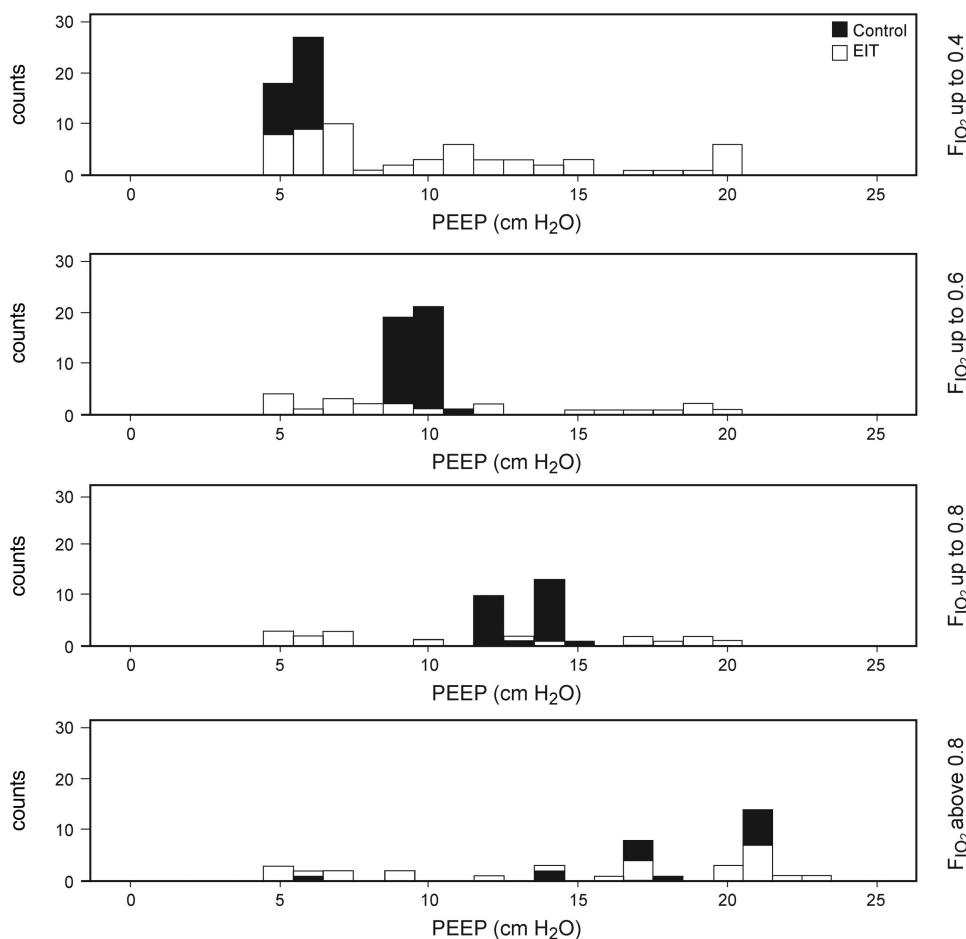 30
20
10
0
counts
Control
EIT
FIO₂ up to 0.4
0 5 10 15 20 25
PEEP (cm H₂O)
30
20
10
0
counts
FIO₂ up to 0.6
0 5 10 15 20 25
PEEP (cm H₂O)
30
20
10
0
counts
FIO₂ up to 0.8
0 5 10 15 20 25
PEEP (cm H₂O)
30
20
10
0
counts
FIO₂ above 0.8
0 5 10 15 20 25
PEEP (cm H₂O)